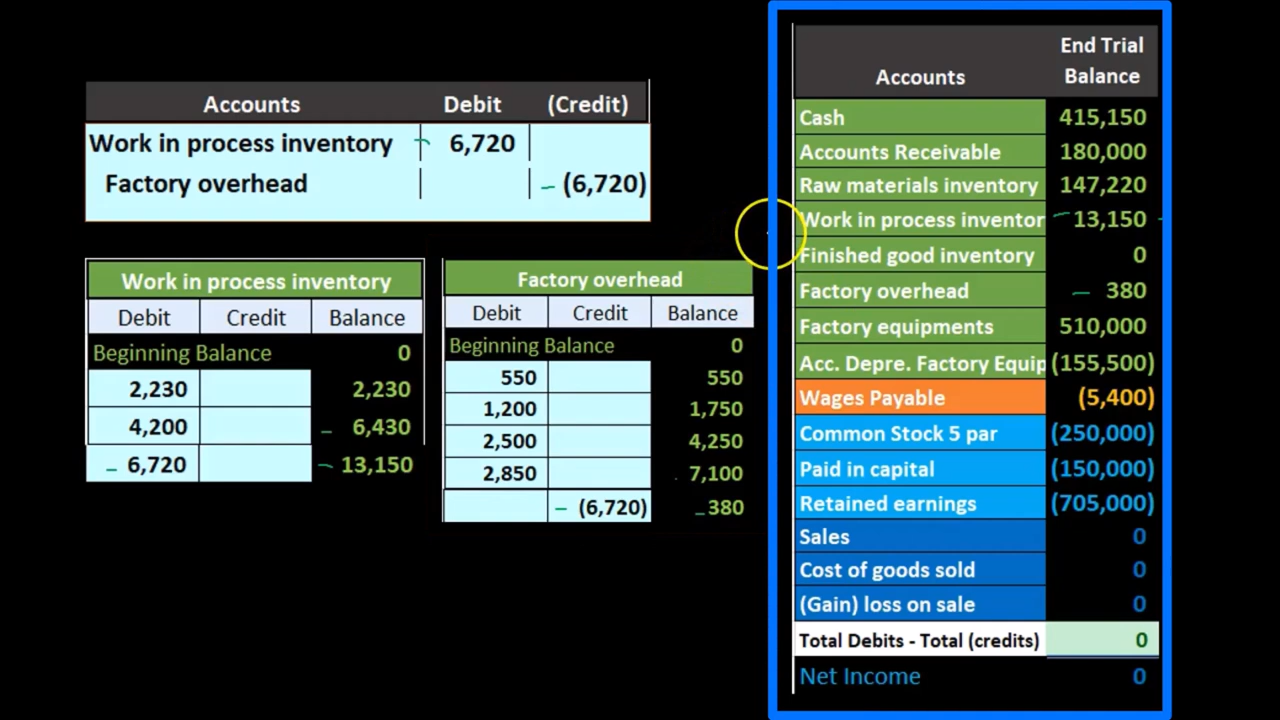 Accounts Debit (Credit)
Work in process inventory 6,720
Factory overhead (6,720)
Work in process inventory
Debit Credit Balance
Beginning Balance 0
2,230 2,230
4,200 6,430
6,720 13,150
Factory overhead
Debit Credit Balance
Beginning Balance 0
550 550
1,200 1,750
2,500 4,250
2,850 7,100
(6,720) 380
End Trial
Accounts Balance
Cash 415,150
Accounts Receivable 180,000
Raw materials inventory 147,220
Work in process inventor 13,150
Finished good inventory 0
Factory overhead 380
Factory equipments 510,000
Acc. Depre. Factory Equip (155,500)
Wages Payable (5,400)
Common Stock 5 par (250,000)
Paid in capital (150,000)
Retained earnings (705,000)
Sales 0
Cost of goods sold 0
(Gain) loss on sale 0
Total Debits - Total (credits) 0
Net Income 0